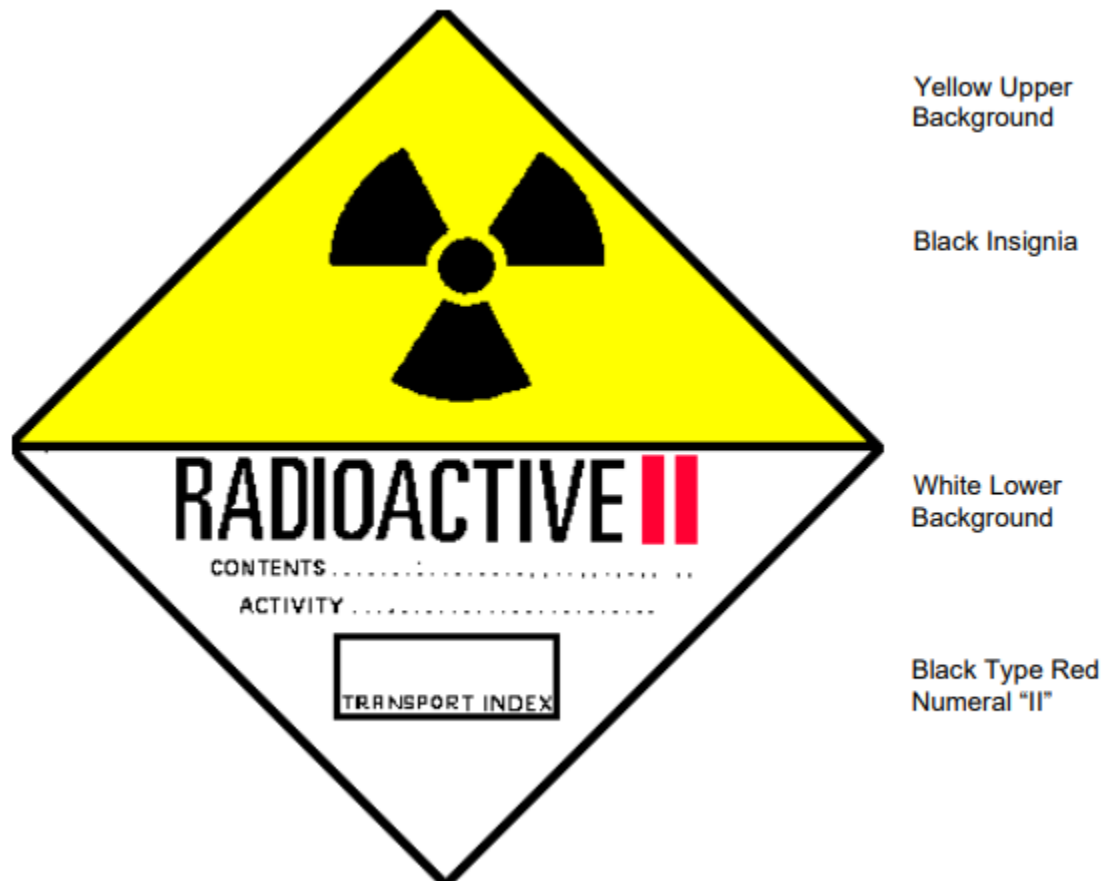 Yellow Upper
Background
Black Insignia
RADIOACTIVE II
White Lower
Background
CONTENTS ...........................
ACTIVITY ........................
Black Type Red
Numeral “II”
TRANSPORT INDEX